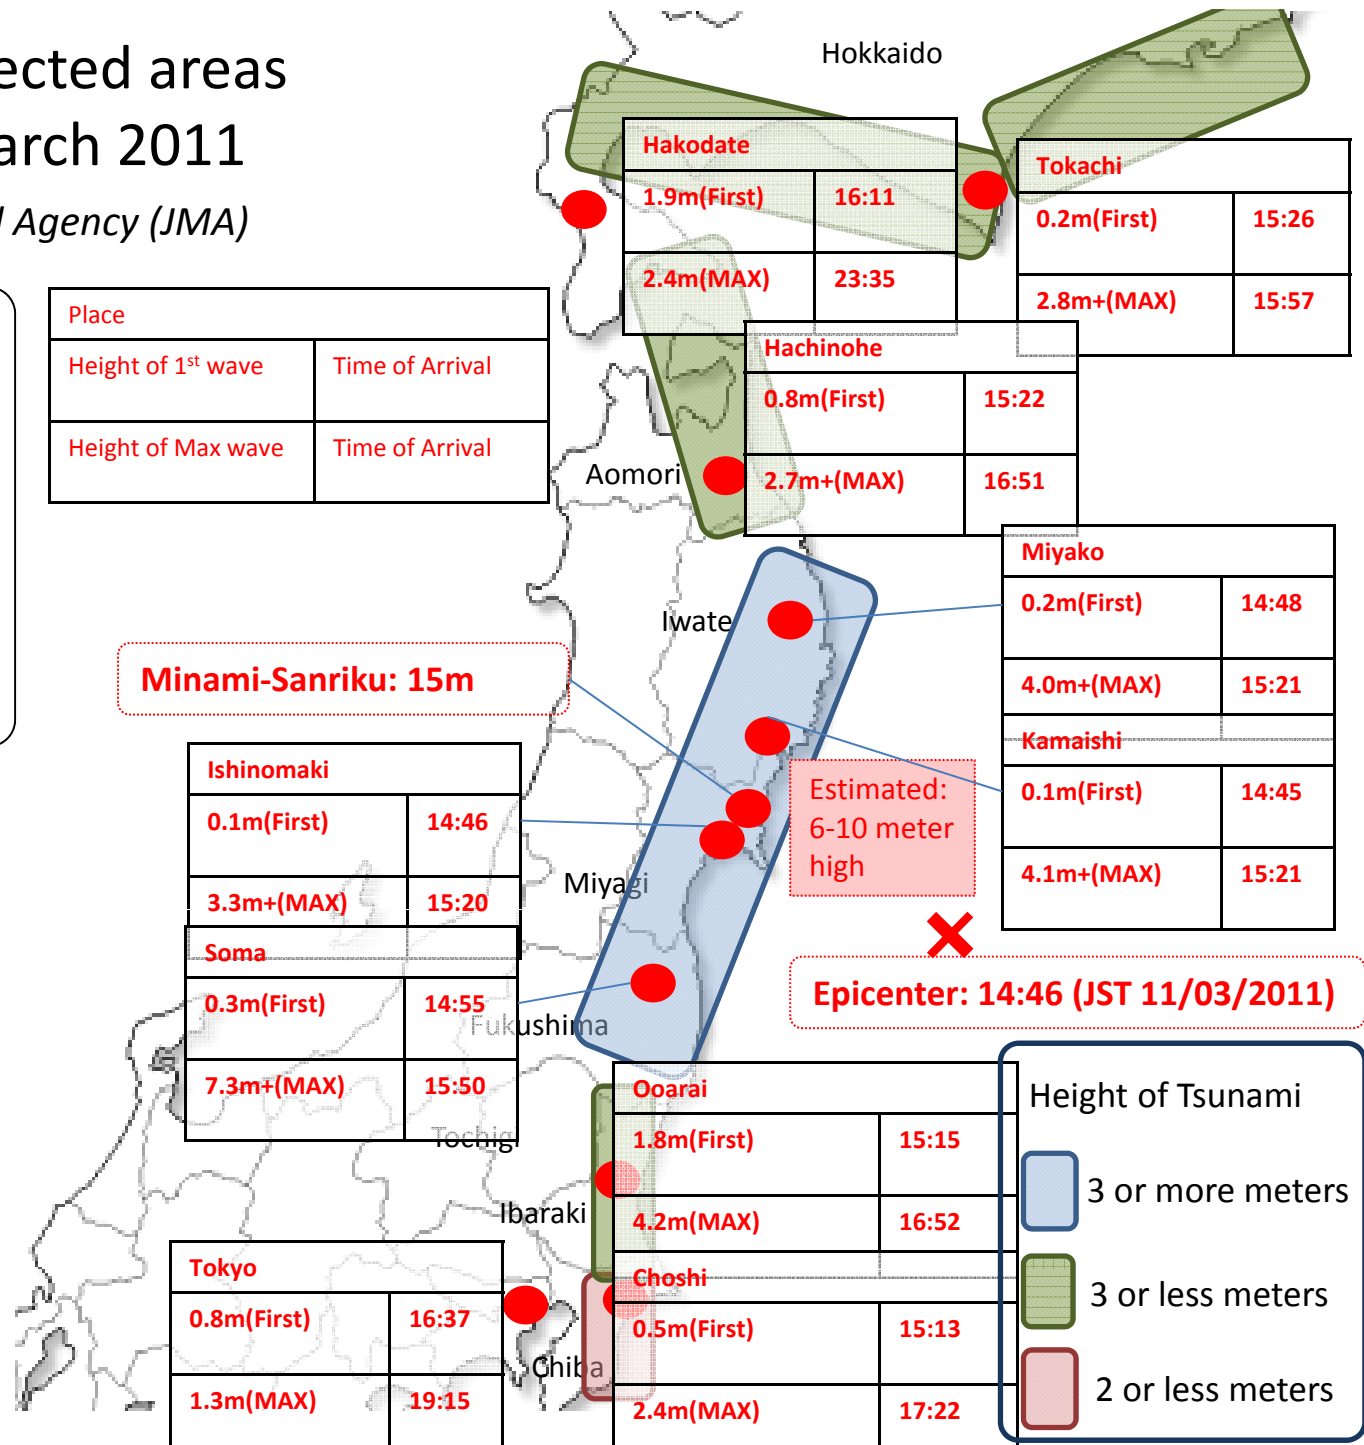 ected areas
arch 2011
l Agency (JMA)
Place
Height of 1st wave
Time of Arrival
Height of Max wave
Time of Arrival
Hokkaido
Hakodate
1.9m(First)
16:11
2.4m(MAX)
23:35
Tokachi
0.2m(First)
15:26
2.8m+(MAX)
15:57
Hachinohe
0.8m(First)
15:22
2.7m+(MAX)
16:51
Aomori
Miyako
0.2m(First)
14:48
4.0m+(MAX)
15:21
Kamaishi
0.1m(First)
14:45
4.1m+(MAX)
15:21
Iwate
Minami-Sanriku: 15m
Ishinomaki
0.1m(First)
14:46
3.3m+(MAX)
15:20
Estimated:
6-10 meter
high
Miyagi
Soma
0.3m(First)
14:55
7.3m+(MAX)
15:50
Epicenter: 14:46 (JST 11/03/2011)
Fukushima
Tochigi
Ibaraki
Ooarai
1.8m(First)
15:15
4.2m(MAX)
16:52
Choshi
0.5m(First)
15:13
2.4m(MAX)
17:22
Tokyo
0.8m(First)
16:37
1.3m(MAX)
19:15
Chiba
Height of Tsunami
3 or more meters
3 or less meters
2 or less meters